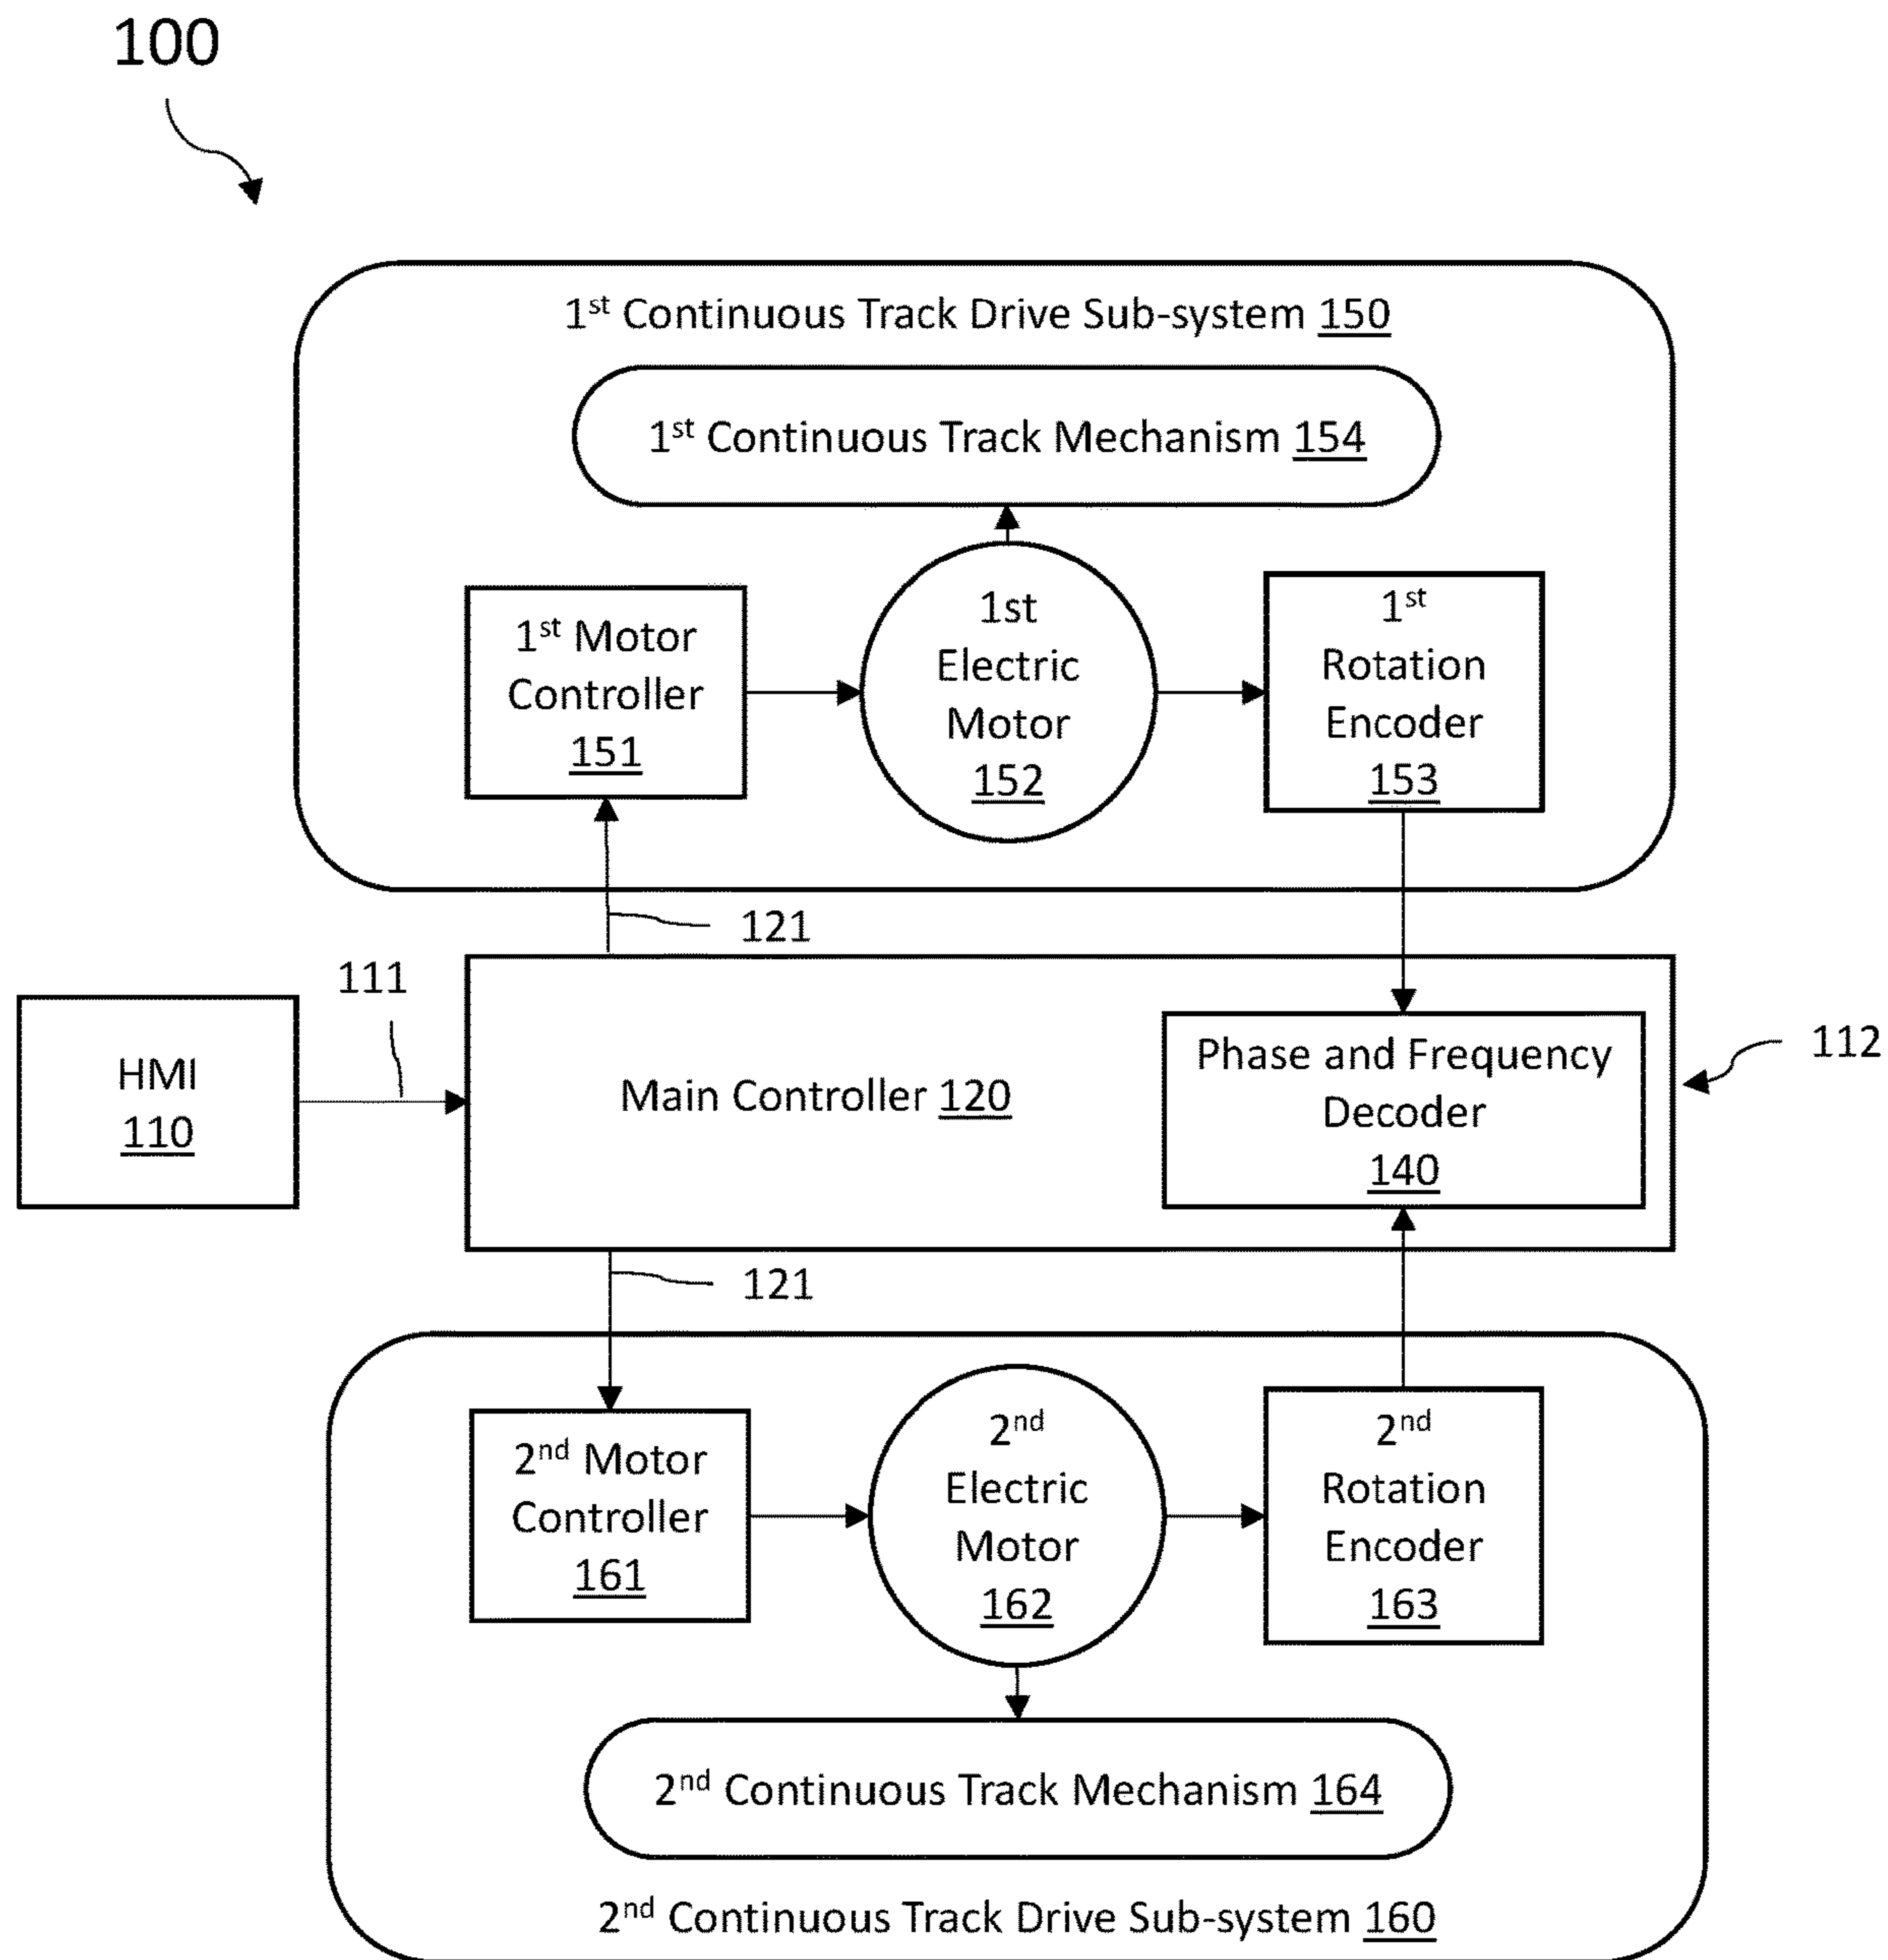 100
1st Continuous Track Drive Sub-system 150
1st Continuous Track Mechanism 154
1st Motor
Controller
151
1st
Electric
Motor
152
1st
Rotation
Encoder
153
121
111
HMI
110
Main Controller 120
Phase and Frequency
Decoder
140
112
121
2nd Motor
Controller
161
2nd
Electric
Motor
162
2nd
Rotation
Encoder
163
2nd Continuous Track Mechanism 164
2nd Continuous Track Drive Sub-system 160